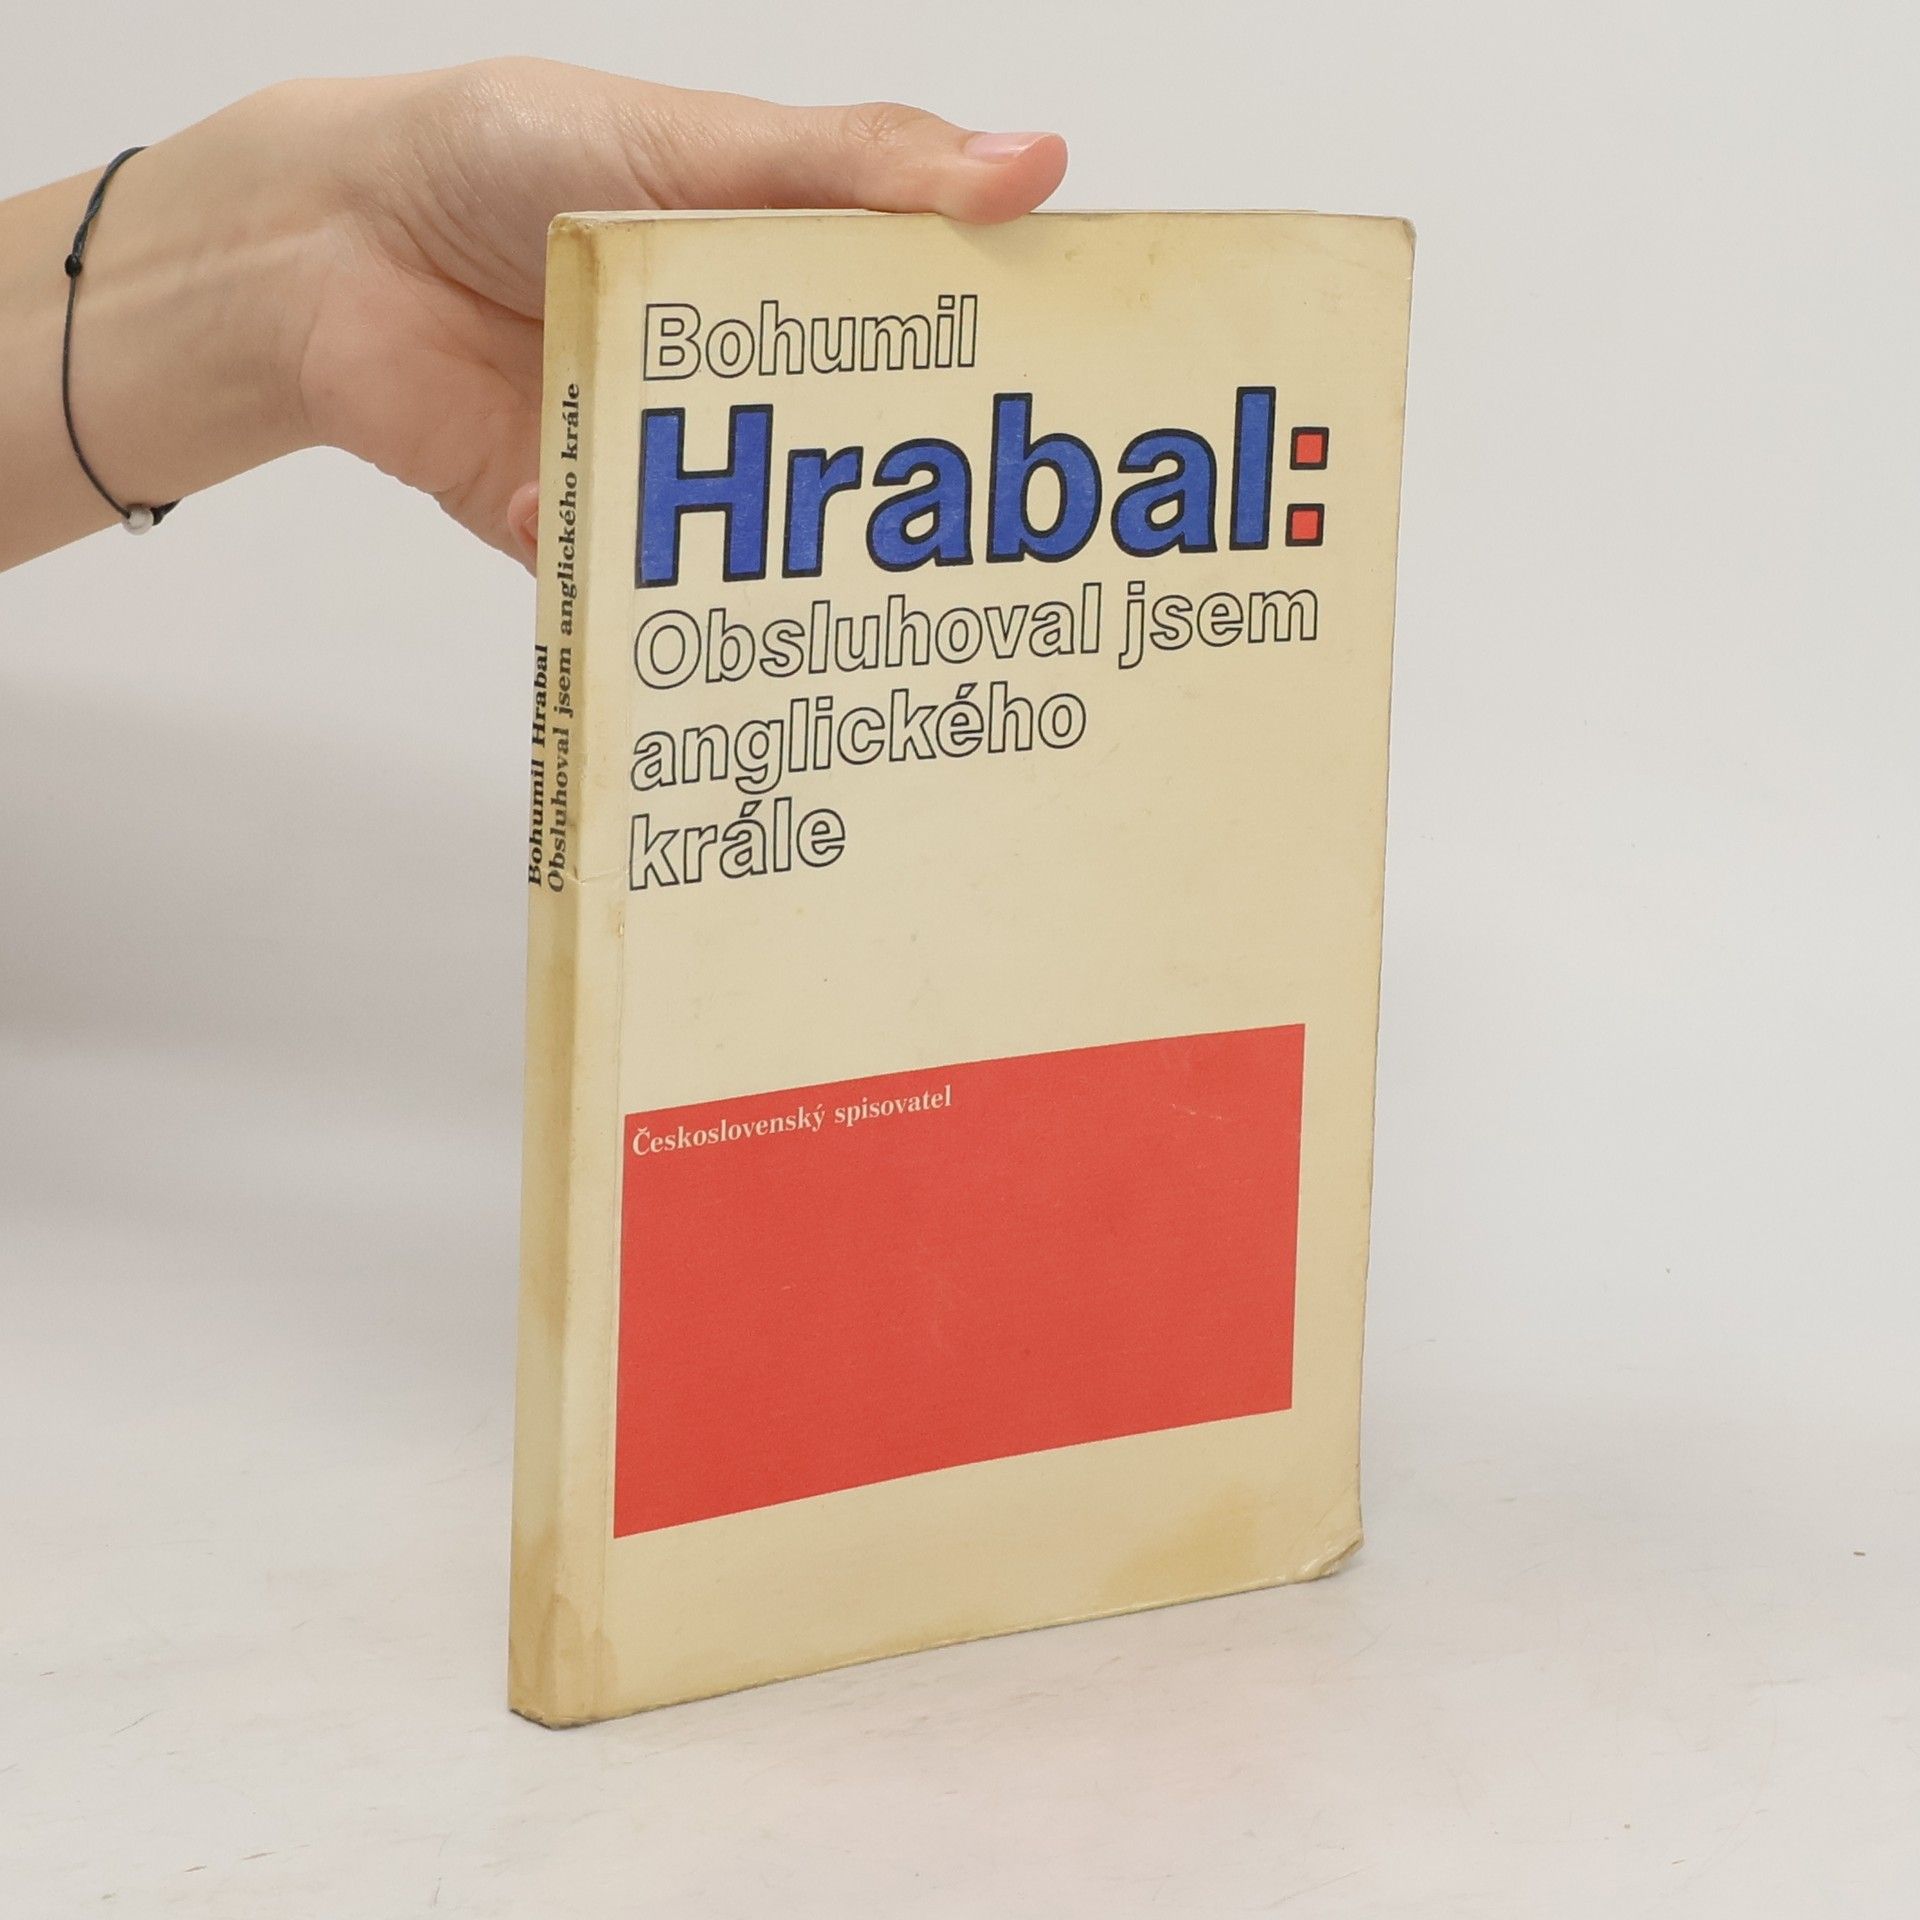 Bohumil
Hrabal:
Obsluhoval jsem
anglického
krále
Československý spisovatel
Bohumil Hrabal
Obsluhoval jsem anglického krále